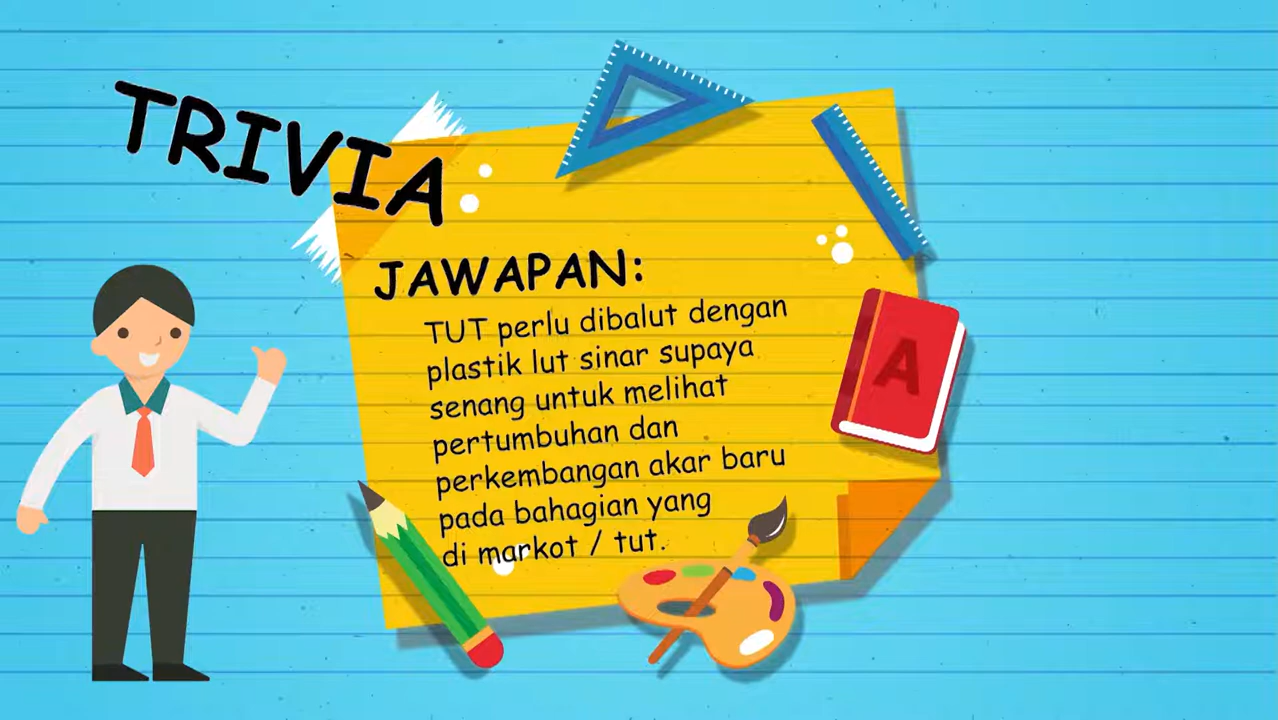 TRIVIA
JAWAPAN:
TUT perlu dibalut dengan
plastik lut sinar supaya
senang untuk melihat
pertumbuhan dan
perkembangan akar baru
pada bahagian yang
di markot / tut.
A